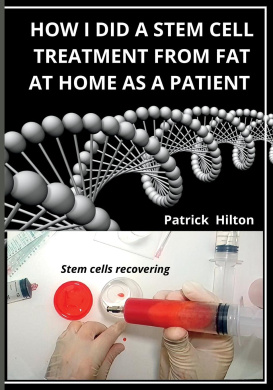 HOW I DID A STEM CELL
TREATMENT FROM FAT
AT HOME AS A PATIENT
Patrick Hilton
Stem cells recovering